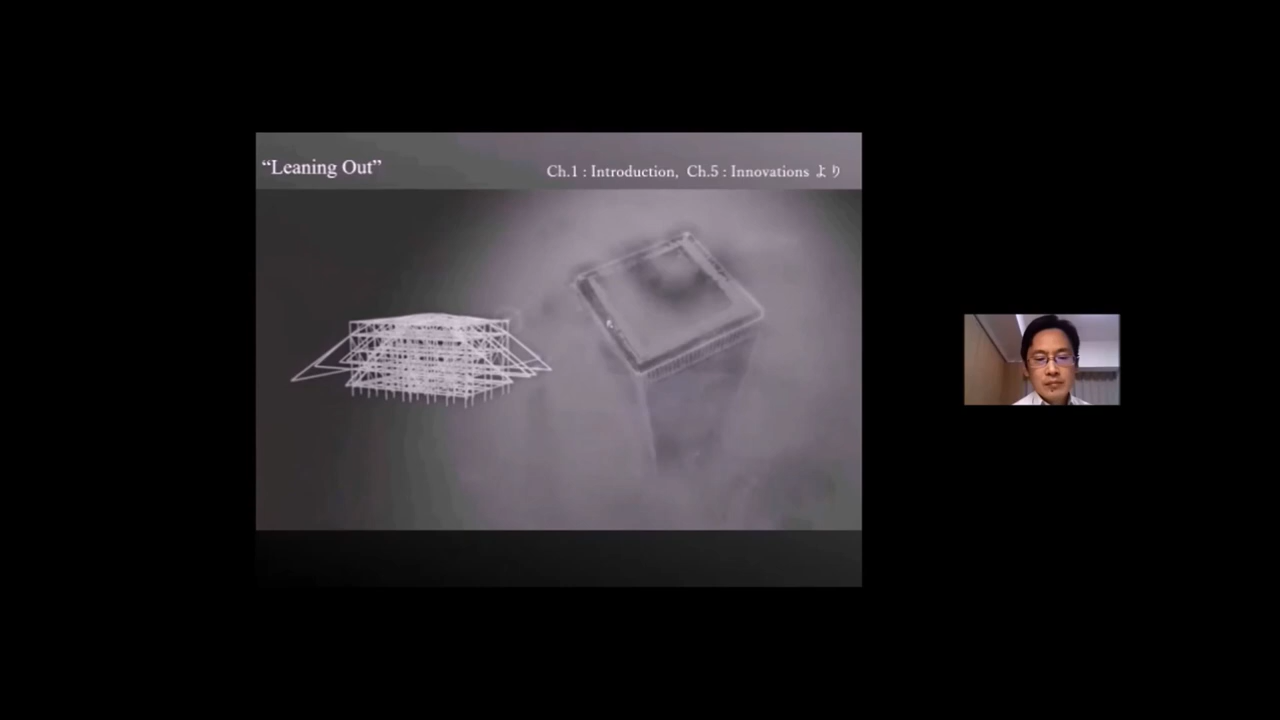 “Leaning Out”
Ch.1 : Introduction,  Ch.5 : Innovations より